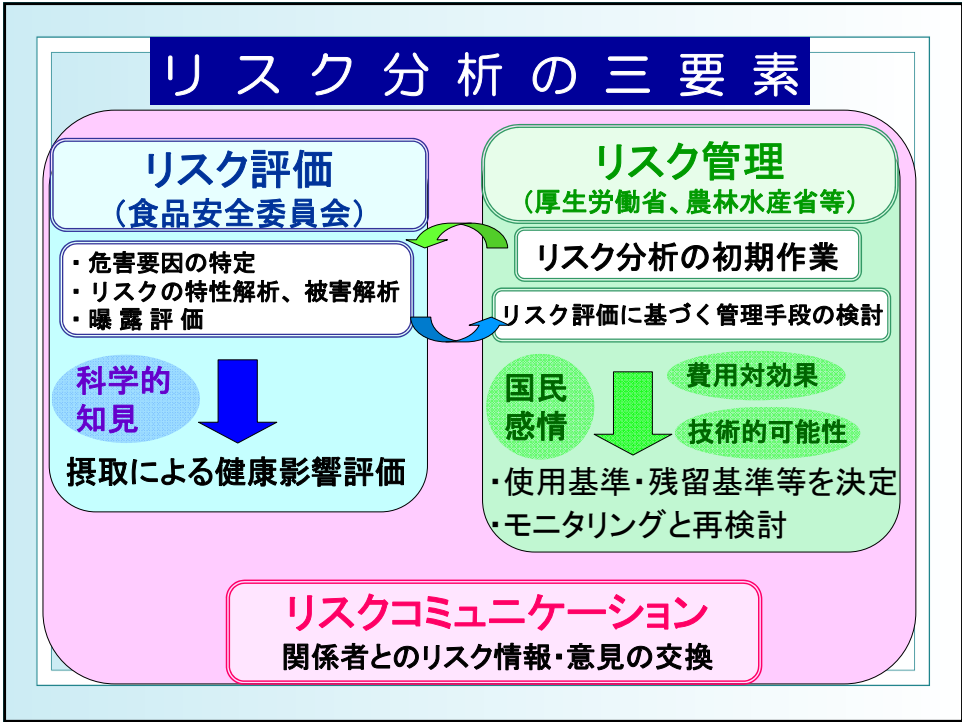 リスク分析の三要素
リスク評価
（食品安全委員会）
・危害要因の特定
・リスクの特性解析、被害解析
・曝露評価
科学的
知見
摂取による健康影響評価
リスク管理
（厚生労働省、農林水産省等）
リスク分析の初期作業
リスク評価に基づく管理手段の検討
国民
感情
費用対効果
技術的可能性
・使用基準・残留基準等を決定
・モニタリングと再検討
リスクコミュニケーション
関係者とのリスク情報・意見の交換